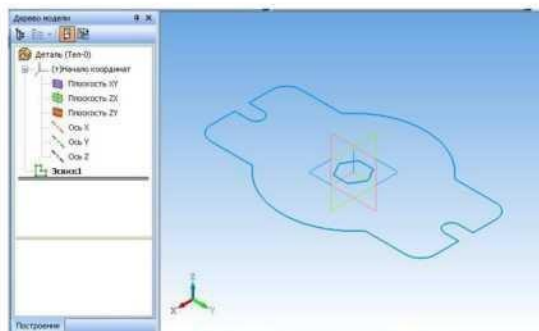 Дерево модели
Деталь (Тел-0)
(т)Начало координат
Плоскость XY
Плоскость ZX
Плоскость ZY
Ось X
Ось Y
Ось Z
Эскиз:1
Построение
Z
X
Y